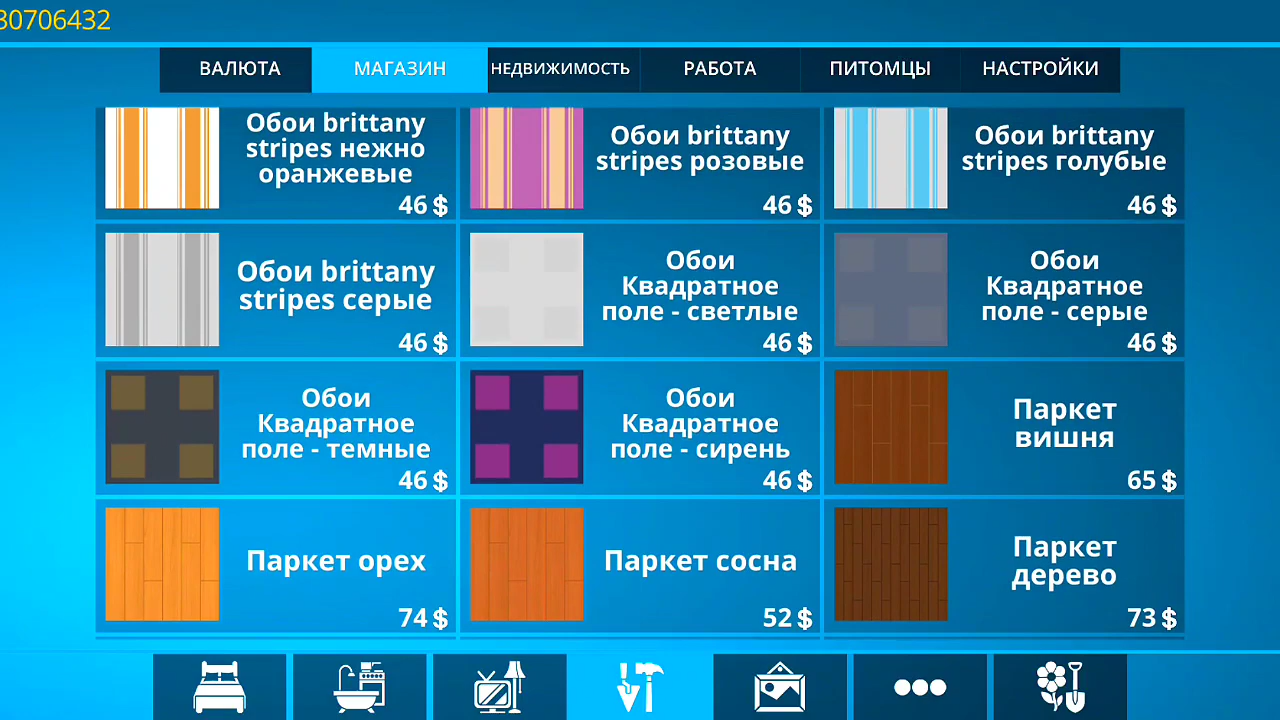 30706432
ВАЛЮТА МАГАЗИН НЕДВИЖИМОСТЬ РАБОТА ПИТОМЦЫ НАСТРОЙКИ
Обои brittany
stripes нежно
оранжевые
46 $
Обои brittany
stripes розовые
46 $
Обои brittany
stripes голубые
46 $
Обои brittany
stripes серые
46 $
Обои
Квадратное
поле - светлые
46 $
Обои
Квадратное
поле - серые
46 $
Обои
Квадратное
поле - темные
46 $
Обои
Квадратное
поле - сирень
46 $
Паркет
вишня
65 $
Паркет орех
74 $
Паркет сосна
52 $
Паркет
дерево
73 $